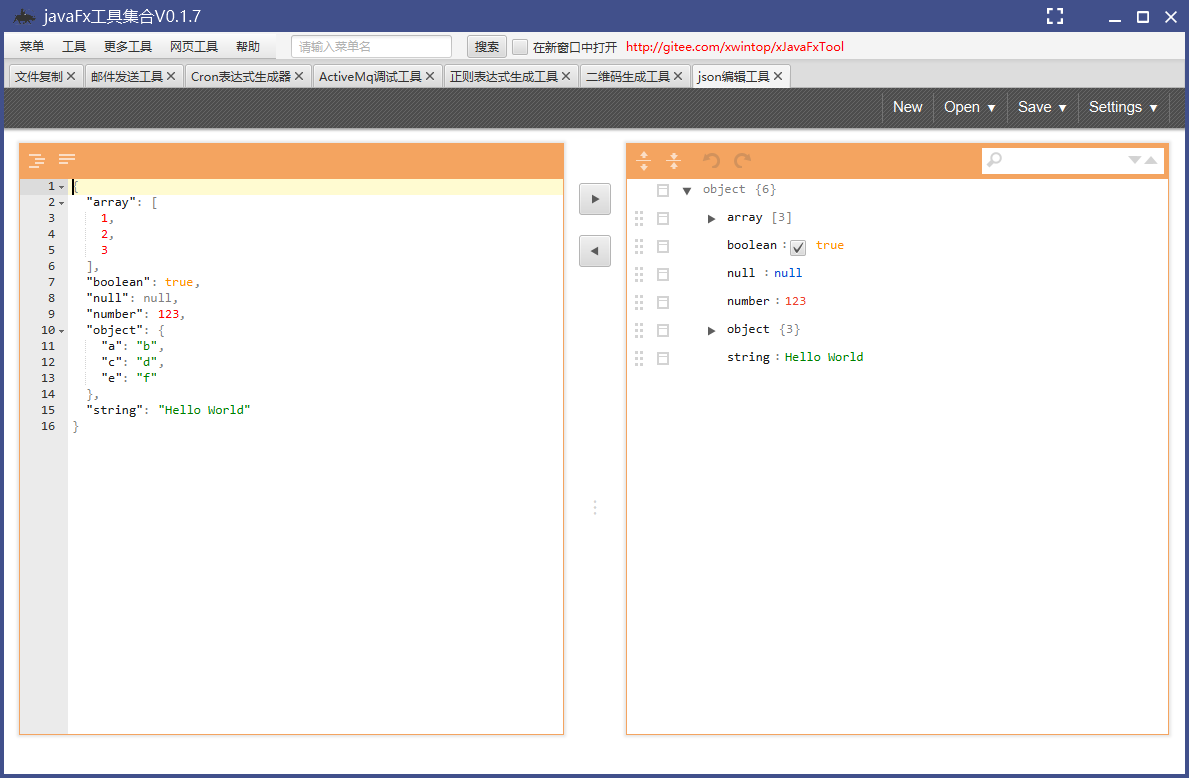 javaFx工具集合V0.1.7
菜单 工具 更多工具 网页工具 帮助 请输入菜单名 搜索 在新窗口中打开 http://gitee.com/xwintop/xJavaFxTool
文件复制 邮件发送工具 Cron表达式生成器 ActiveMq调试工具 正则表达式生成工具 二维码生成工具 json编辑工具
New Open Save Settings
1 {
2 "array": [
3 1,
4 2,
5 3
6 ],
7 "boolean": true,
8 "null": null,
9 "number": 123,
10 "object": {
11 "a": "b",
12 "c": "d",
13 "e": "f"
14 },
15 "string": "Hello World"
16 }
object {6}
array [3]
boolean : true
null : null
number : 123
object {3}
string : Hello World